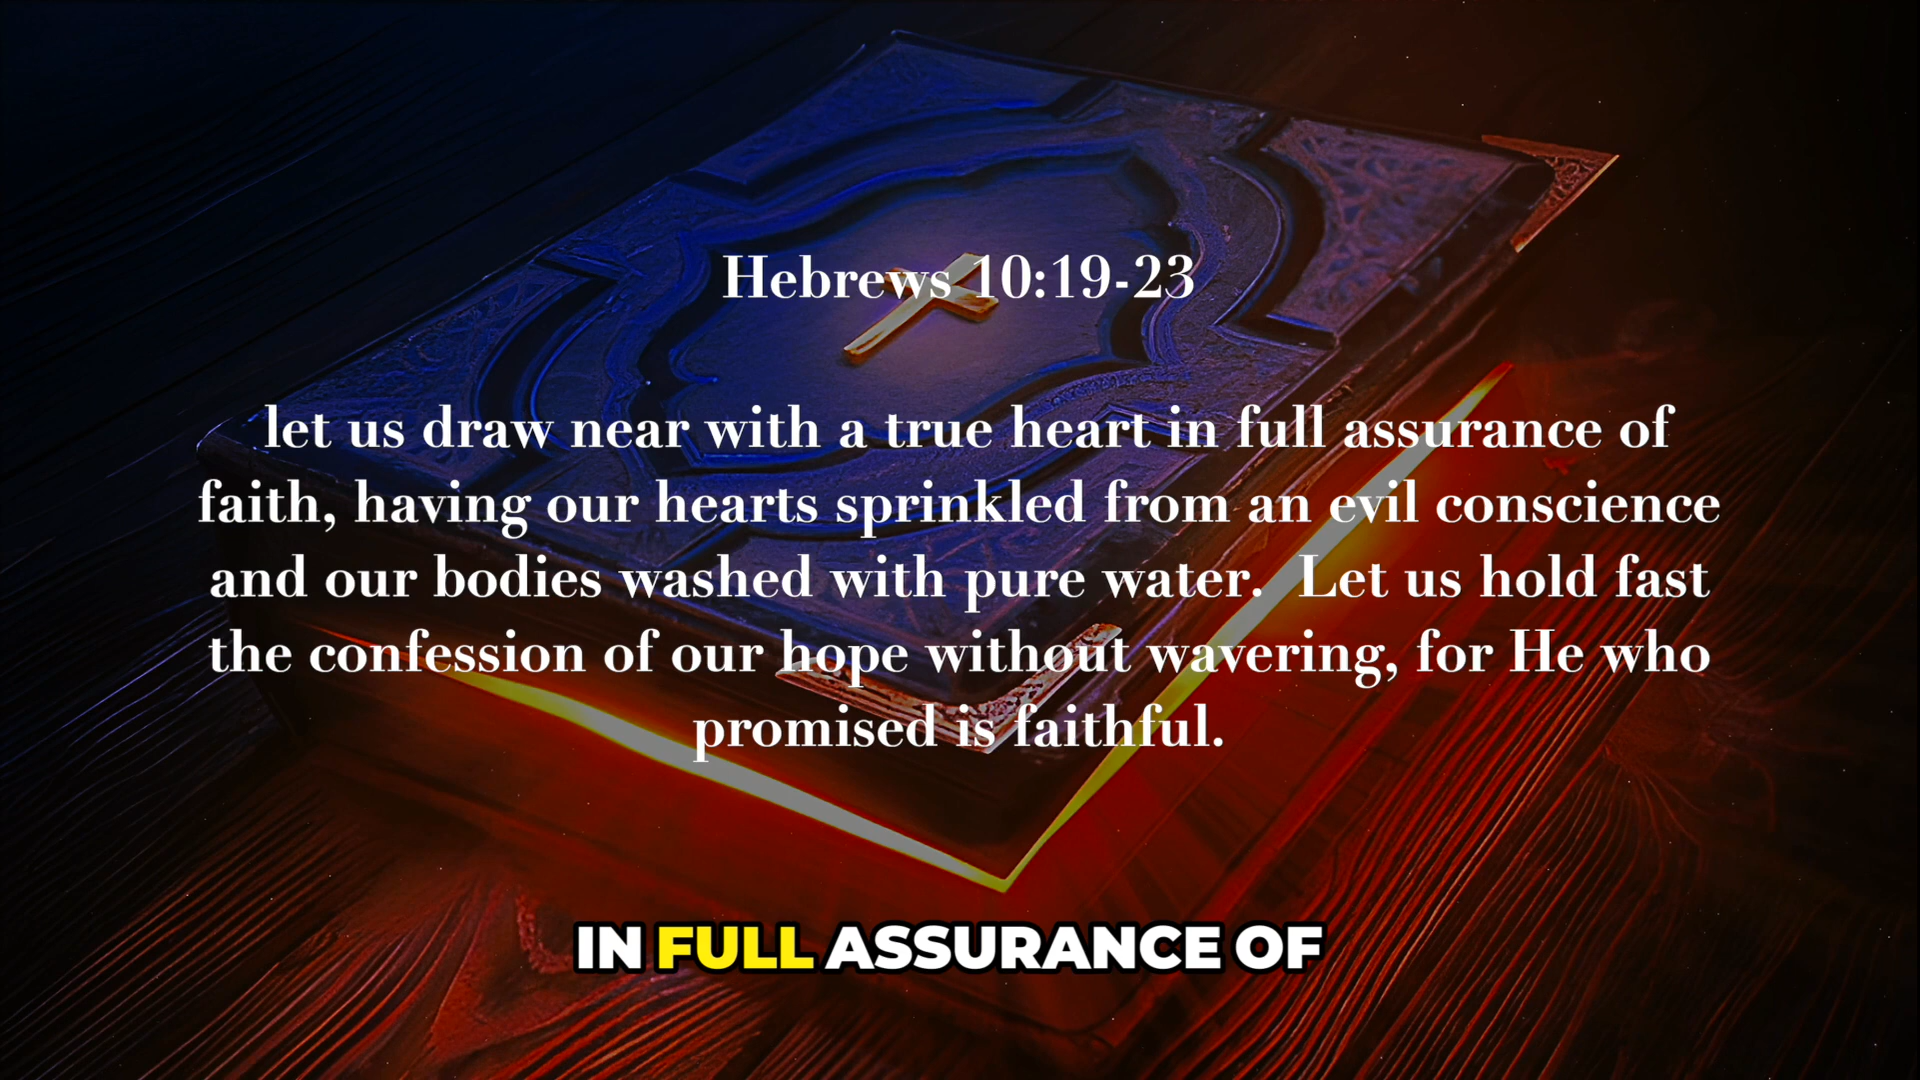 Hebrews 10:19-23
let us draw near with a true heart in full assurance of
faith, having our hearts sprinkled from an evil conscience
and our bodies washed with pure water.  Let us hold fast
the confession of our hope without wavering, for He who
promised is faithful.
IN FULL ASSURANCE OF